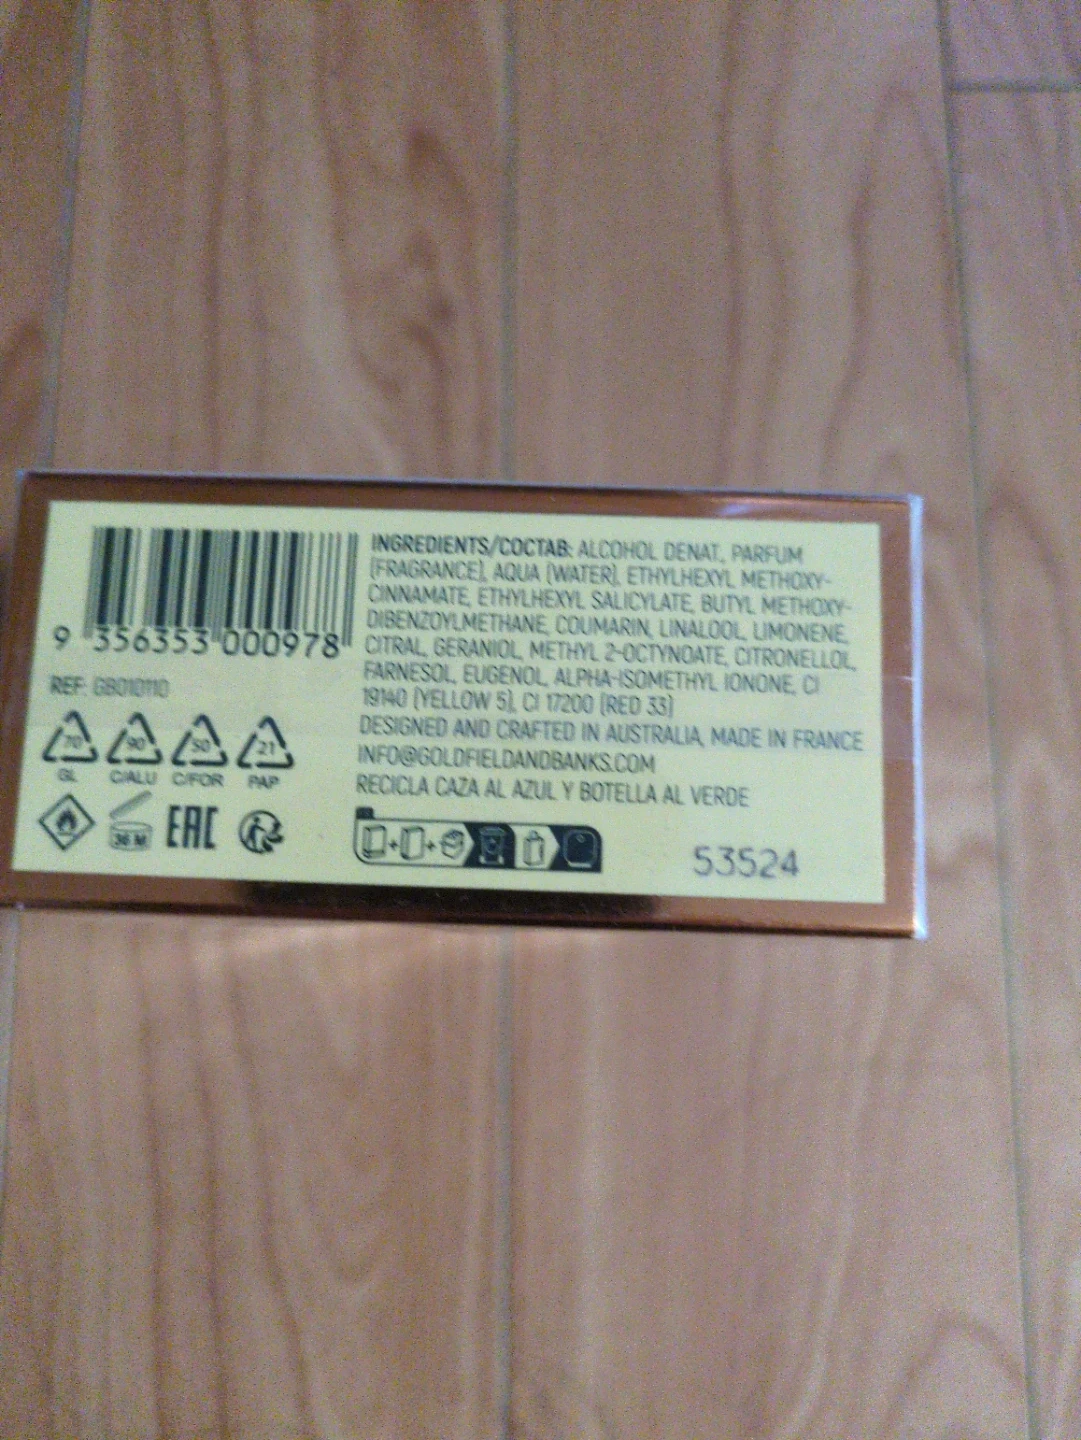 9 356353 000978
REF: GB010110
70
GL
90
C/ALU
50
C/FOR
21
PAP
36 M
EAC
INGREDIENTS/СОСТАВ: ALCOHOL DENAT., PARFUM
(FRAGRANCE), AQUA (WATER), ETHYLHEXYL METHOXY-
CINNAMATE, ETHYLHEXYL SALICYLATE, BUTYL METHOXY-
DIBENZOYLMETHANE, COUMARIN, LINALOOL, LIMONENE,
CITRAL, GERANIOL, METHYL 2-OCTYNOATE, CITRONELLOL,
FARNESOL, EUGENOL, ALPHA-ISOMETHYL IONONE, CI
19140 (YELLOW 5), CI 17200 (RED 33)
DESIGNED AND CRAFTED IN AUSTRALIA, MADE IN FRANCE
INFO@GOLDFIELDANDBANKS.COM
RECICLA CAZA AL AZUL Y BOTELLA AL VERDE
53524